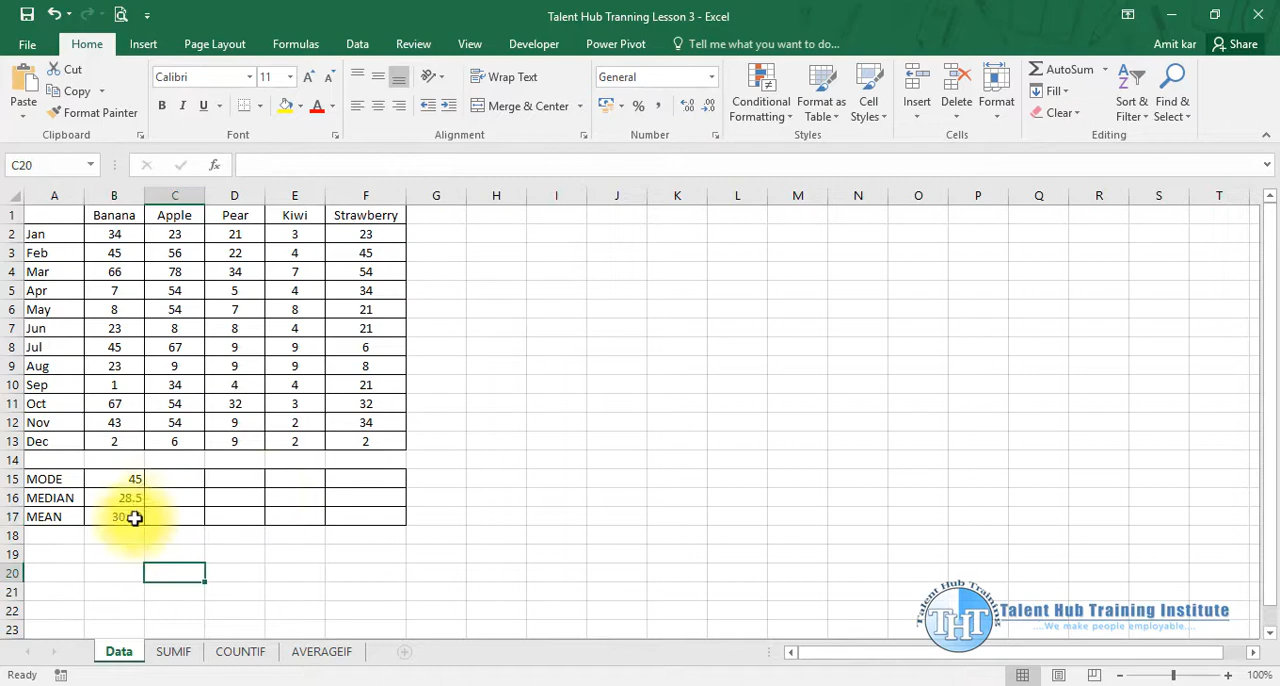 Talent Hub Tranning Lesson 3 - Excel
File Home Insert Page Layout Formulas Data Review View Developer Power Pivot Tell me what you want to do... Amit kar Share
Paste Cut Copy Format Painter Clipboard
Calibri 11 B I U A A A Font
Wrap Text Merge & Center Alignment
General % , Number
Conditional Formatting Format as Table Cell Styles Styles
Insert Delete Format Cells
AutoSum Fill Clear Sort & Filter Find & Select Editing
C20 fx
A B C D E F G H I J K L M N O P Q R S T
1 Banana Apple Pear Kiwi Strawberry
2 Jan 34 23 21 3 23
3 Feb 45 56 22 4 45
4 Mar 66 78 34 7 54
5 Apr 7 54 5 4 34
6 May 8 54 7 8 21
7 Jun 23 8 8 4 21
8 Jul 45 67 9 9 6
9 Aug 23 9 9 9 8
10 Sep 1 34 4 4 21
11 Oct 67 54 32 3 32
12 Nov 43 54 9 2 34
13 Dec 2 6 9 2 2
14
15 MODE 45
16 MEDIAN 28.5
17 MEAN 30
18
19
20
21
22
23
Talent Hub Training
THT
Talent Hub Training Institute
....We make people employable....
Data SUMIF COUNTIF AVERAGEIF
Ready 100%